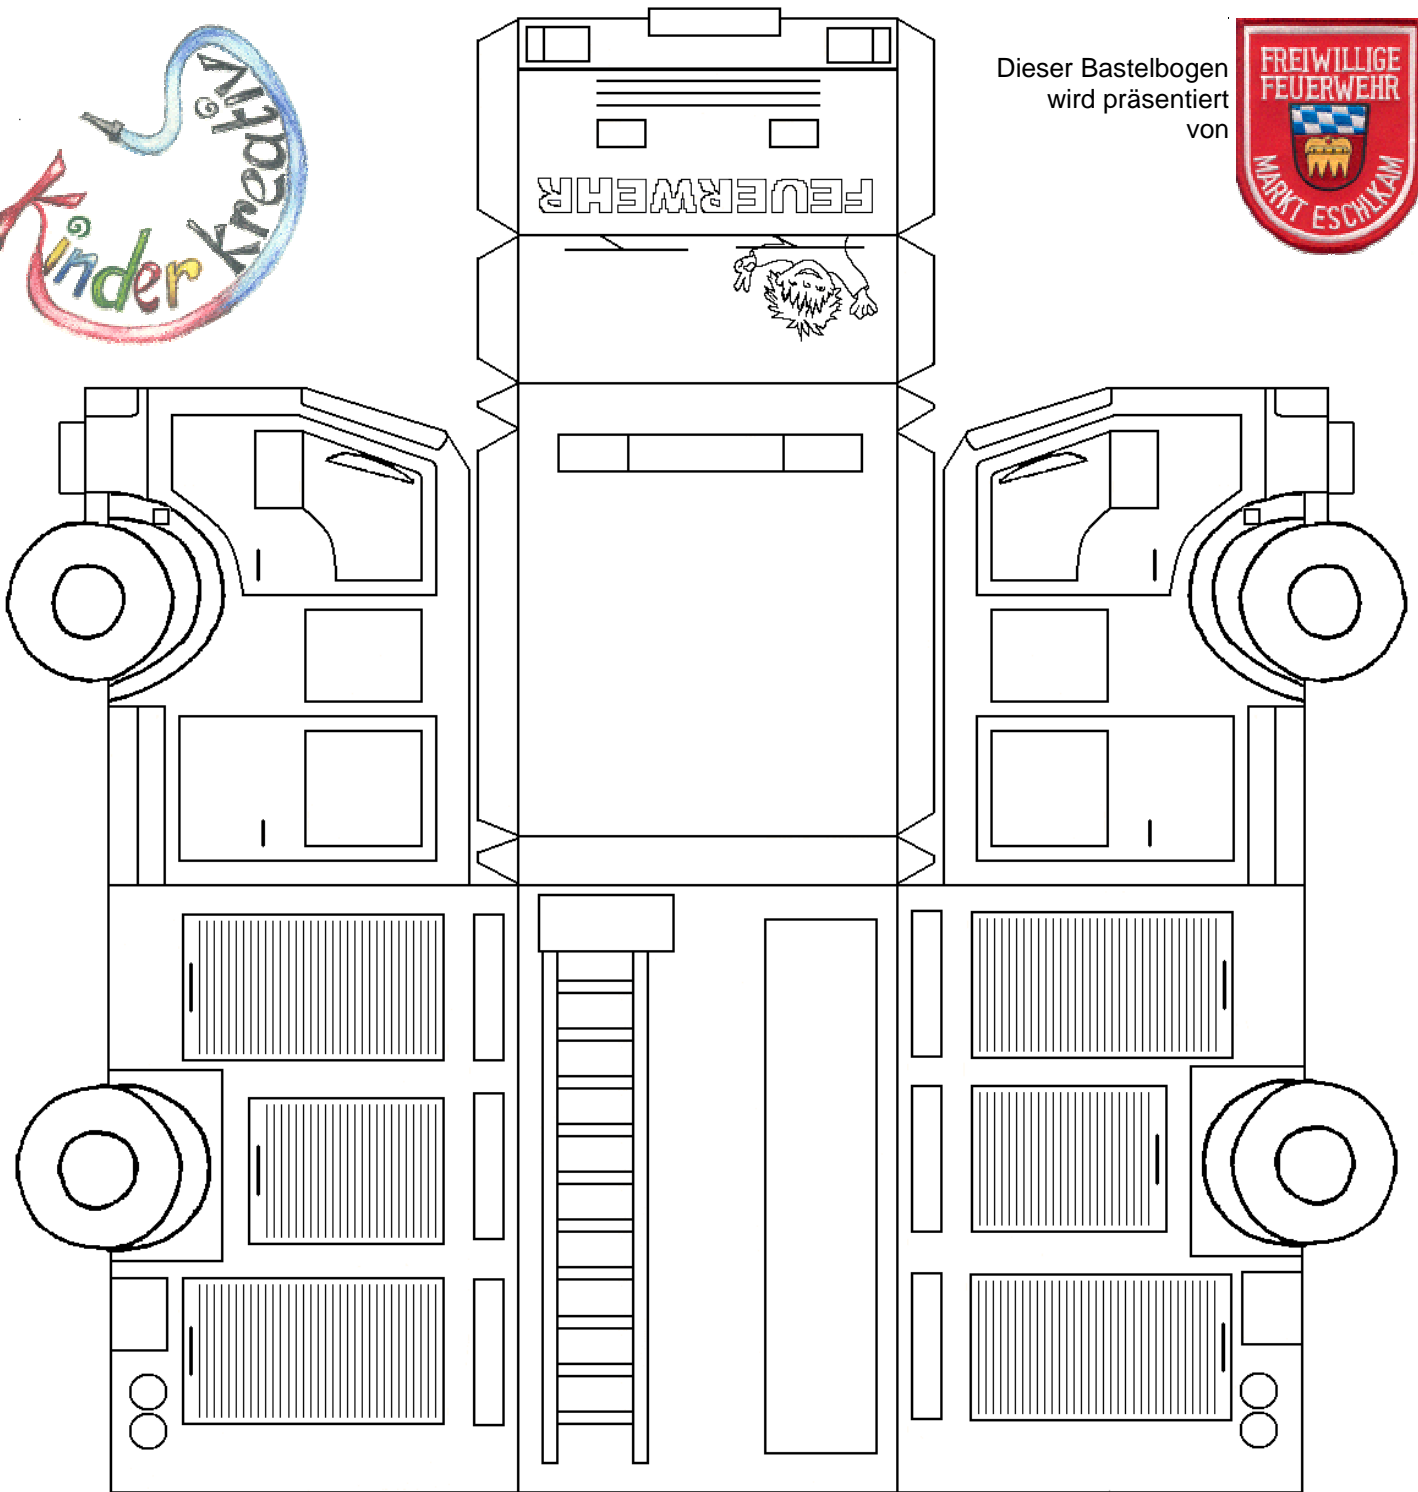 Kinder kreativ
Dieser Bastelbogen
wird präsentiert
von
FREIWILLIGE
FEUERWEHR
MARKT ESCHLKAM
FEUERWEHR